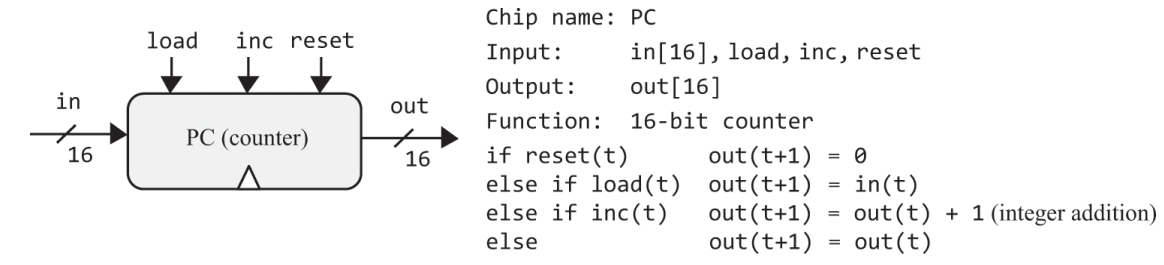 load inc reset
in
16
PC (counter)
out
16
Chip name: PC
Input: in[16], load, inc, reset
Output: out[16]
Function: 16-bit counter
if reset(t) out(t+1) = 0
else if load(t) out(t+1) = in(t)
else if inc(t) out(t+1) = out(t) + 1 (integer addition)
else out(t+1) = out(t)